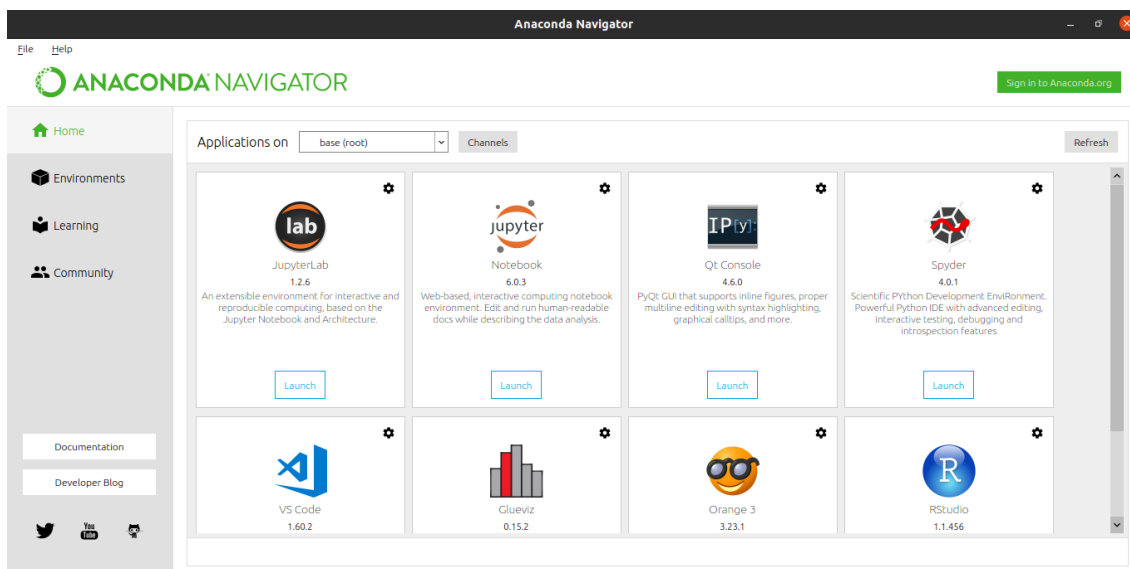 Anaconda Navigator
File Help
ANACONDA NAVIGATOR
Sign in to Anaconda.org
Home
Environments
Learning
Community
Documentation
Developer Blog
You
Tube
Applications on base (root) Channels Refresh
lab
JupyterLab
1.2.6
An extensible environment for interactive and
reproducible computing, based on the
Jupyter Notebook and Architecture.
Launch
jupyter
Notebook
6.0.3
Web-based, interactive computing notebook
environment. Edit and run human-readable
docs while describing the data analysis.
Launch
IP[y]:
Qt Console
4.6.0
PyQt GUI that supports inline figures, proper
multiline editing with syntax highlighting,
graphical calltips, and more.
Launch
Spyder
4.0.1
Scientific PYthon Development EnviRonment.
Powerful Python IDE with advanced editing,
interactive testing, debugging and
introspection features
Launch
VS Code
1.60.2
Glueviz
0.15.2
Orange 3
3.23.1
R
RStudio
1.1.456